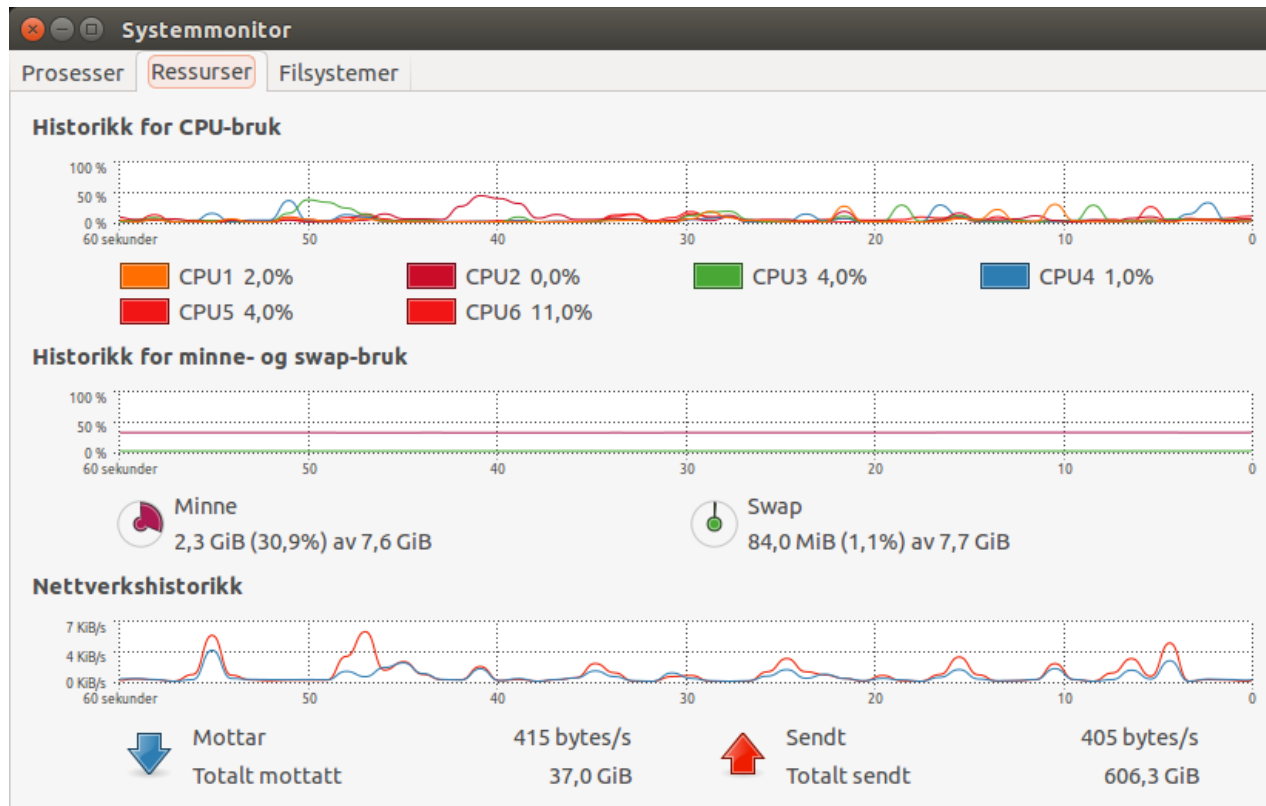 Systemmonitor
Prosesser Ressurser Filsystemer
Historikk for CPU-bruk
100 %
50 %
0 %
60 sekunder 50 40 30 20 10 0
CPU1 2,0% CPU2 0,0% CPU3 4,0% CPU4 1,0%
CPU5 4,0% CPU6 11,0%
Historikk for minne- og swap-bruk
100 %
50 %
0 %
60 sekunder 50 40 30 20 10 0
Minne Swap
2,3 GiB (30,9%) av 7,6 GiB 84,0 MiB (1,1%) av 7,7 GiB
Nettverkshistorikk
7 KiB/s
4 KiB/s
0 KiB/s
60 sekunder 50 40 30 20 10 0
Mottar 415 bytes/s Sendt 405 bytes/s
Totalt mottatt 37,0 GiB Totalt sendt 606,3 GiB